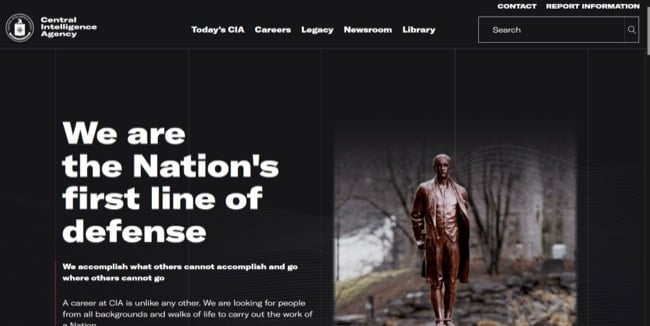 CONTACT REPORT INFORMATION
Central
Intelligence
Agency
Today's CIA Careers Legacy Newsroom Library
Search
We are
the Nation's
first line of
defense
We accomplish what others cannot accomplish and go
where others cannot go
A career at CIA is unlike any other. We are looking for people
from all backgrounds and walks of life to carry out the work of
a Nation